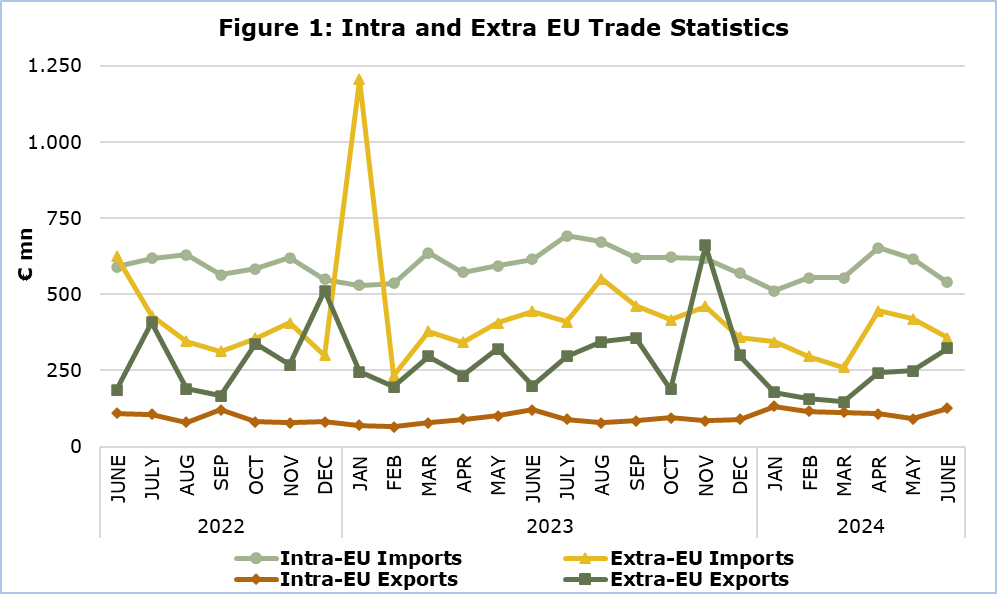 Figure 1: Intra and Extra EU Trade Statistics
€ mn
1.250
1.000
750
500
250
0
JUNE JULY AUG SEP OCT NOV DEC JAN FEB MAR APR MAY JUNE JULY AUG SEP OCT NOV DEC JAN FEB MAR APR MAY JUNE
2022 2023 2024
Intra-EU Imports Extra-EU Imports
Intra-EU Exports Extra-EU Exports